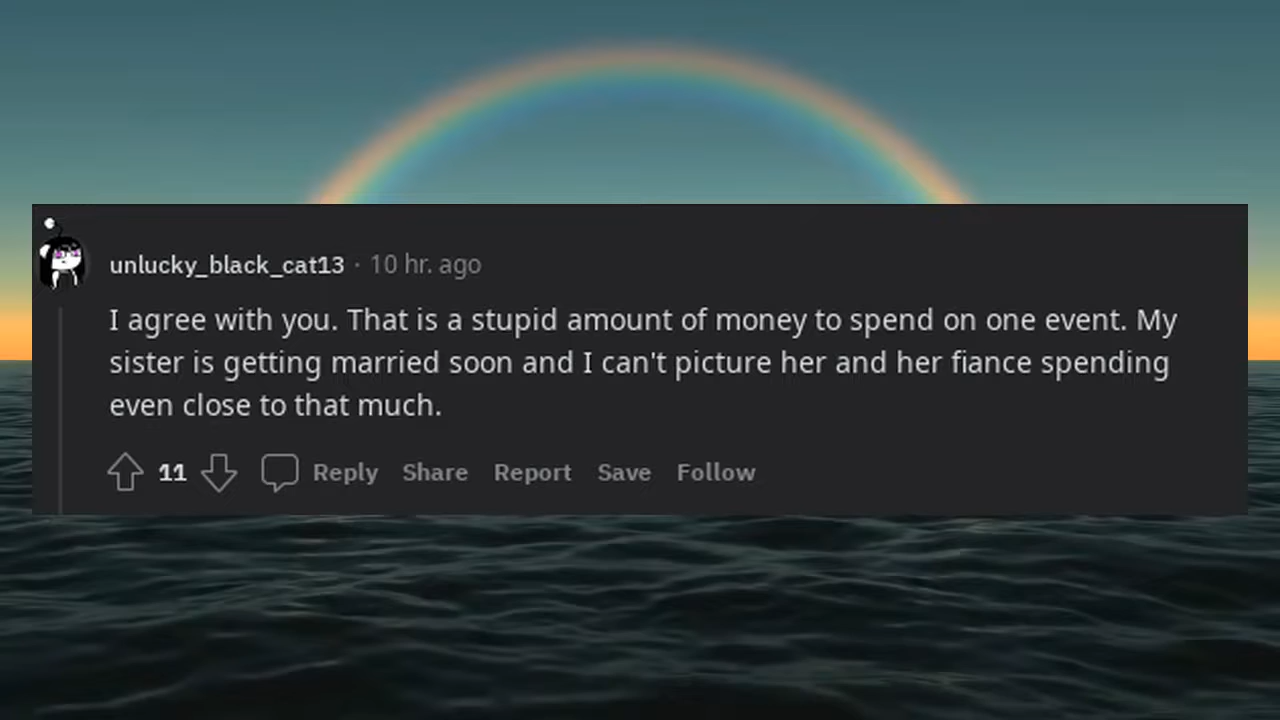 unlucky_black_cat13 · 10 hr. ago
I agree with you. That is a stupid amount of money to spend on one event. My
sister is getting married soon and I can't picture her and her fiance spending
even close to that much.
11 Reply Share Report Save Follow